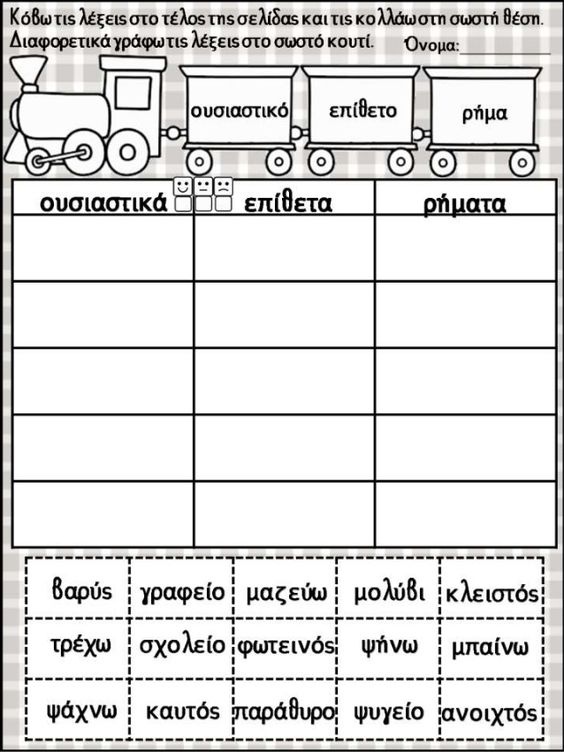 Κόβω τις λέξεις στο τέλος της σελίδας και τις κολλάω στη σωστή θέση.
Διαφορετικά γράφω τις λέξεις στο σωστό κουτί. Όνομα:____________
ουσιαστικό επίθετο ρήμα
ουσιαστικά επίθετα ρήματα
βαρύς γραφείο μαζεύω μολύβι κλειστός
τρέχω σχολείο φωτεινός ψήνω μπαίνω
ψάχνω καυτός παράθυρο ψυγείο ανοιχτός